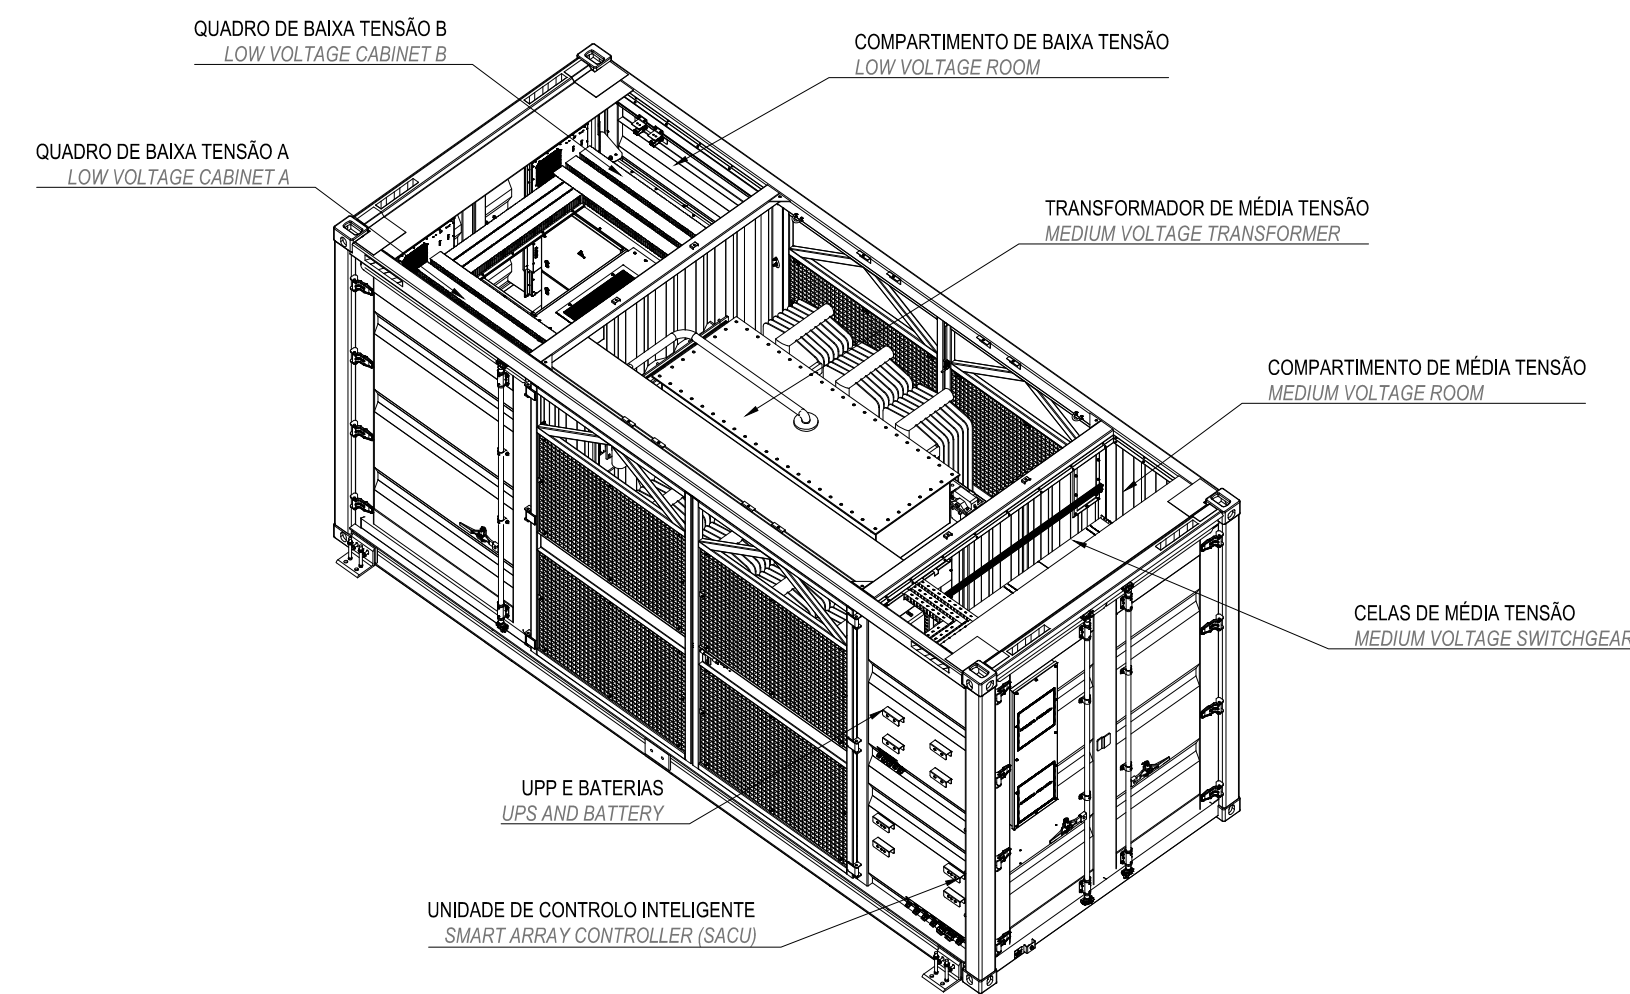 QUADRO DE BAIXA TENSÃO B
LOW VOLTAGE CABINET B
COMPARTIMENTO DE BAIXA TENSÃO
LOW VOLTAGE ROOM
QUADRO DE BAIXA TENSÃO A
LOW VOLTAGE CABINET A
TRANSFORMADOR DE MÉDIA TENSÃO
MEDIUM VOLTAGE TRANSFORMER
COMPARTIMENTO DE MÉDIA TENSÃO
MEDIUM VOLTAGE ROOM
CELAS DE MÉDIA TENSÃO
MEDIUM VOLTAGE SWITCHGEAR
UPP E BATERIAS
UPS AND BATTERY
UNIDADE DE CONTROLO INTELIGENTE
SMART ARRAY CONTROLLER (SACU)